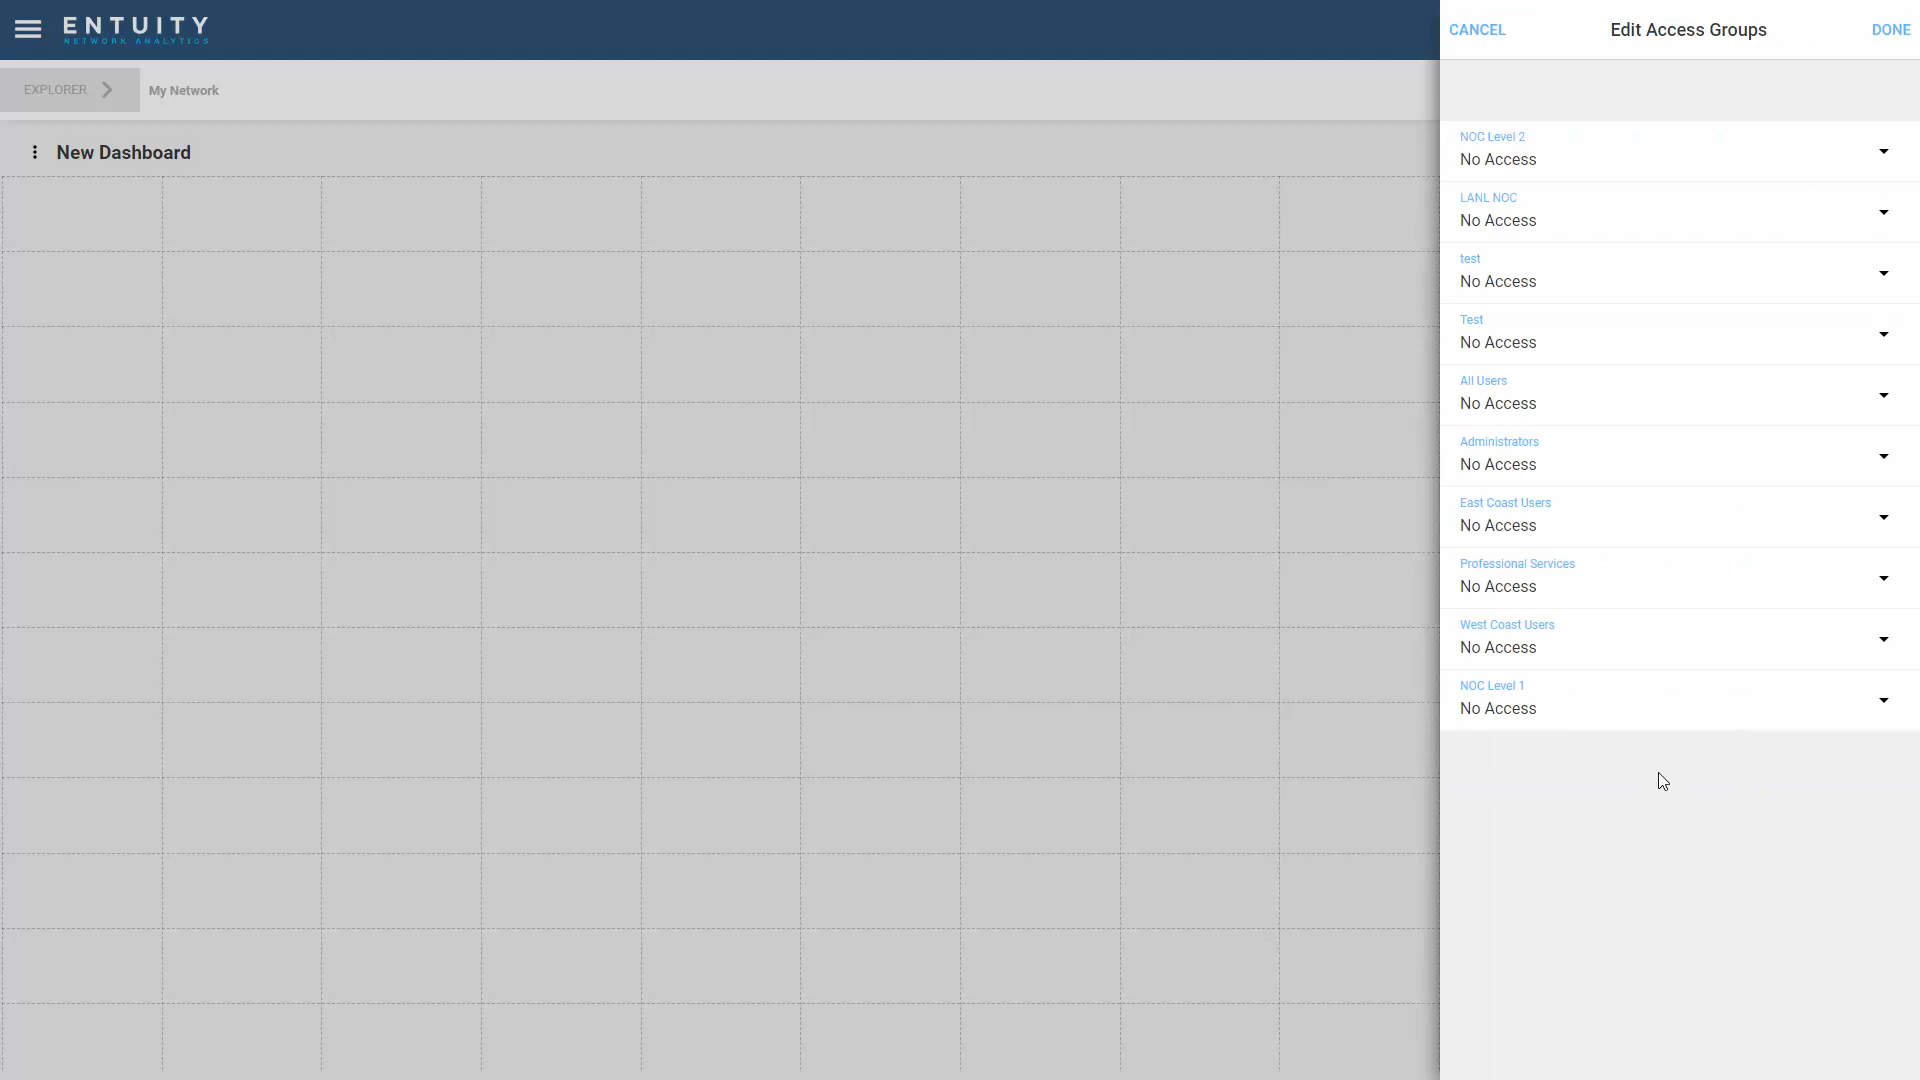 ENTUITY
NETWORK ANALYTICS
CANCEL
Edit Access Groups
DONE
EXPLORER
My Network
New Dashboard
NOC Level 2
No Access
LANL NOC
No Access
test
No Access
Test
No Access
All Users
No Access
Administrators
No Access
East Coast Users
No Access
Professional Services
No Access
West Coast Users
No Access
NOC Level 1
No Access